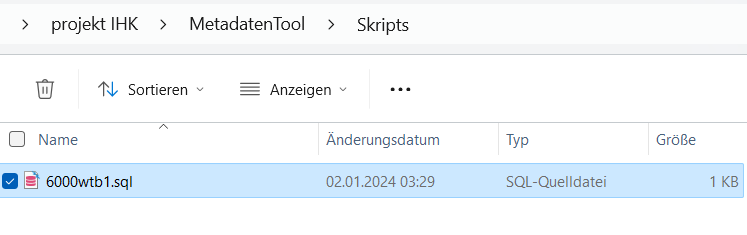 projekt IHK MetadatenTool Skripts
Sortieren Anzeigen
Name Änderungsdatum Typ Größe
6000wtb1.sql 02.01.2024 03:29 SQL-Quelldatei 1 KB